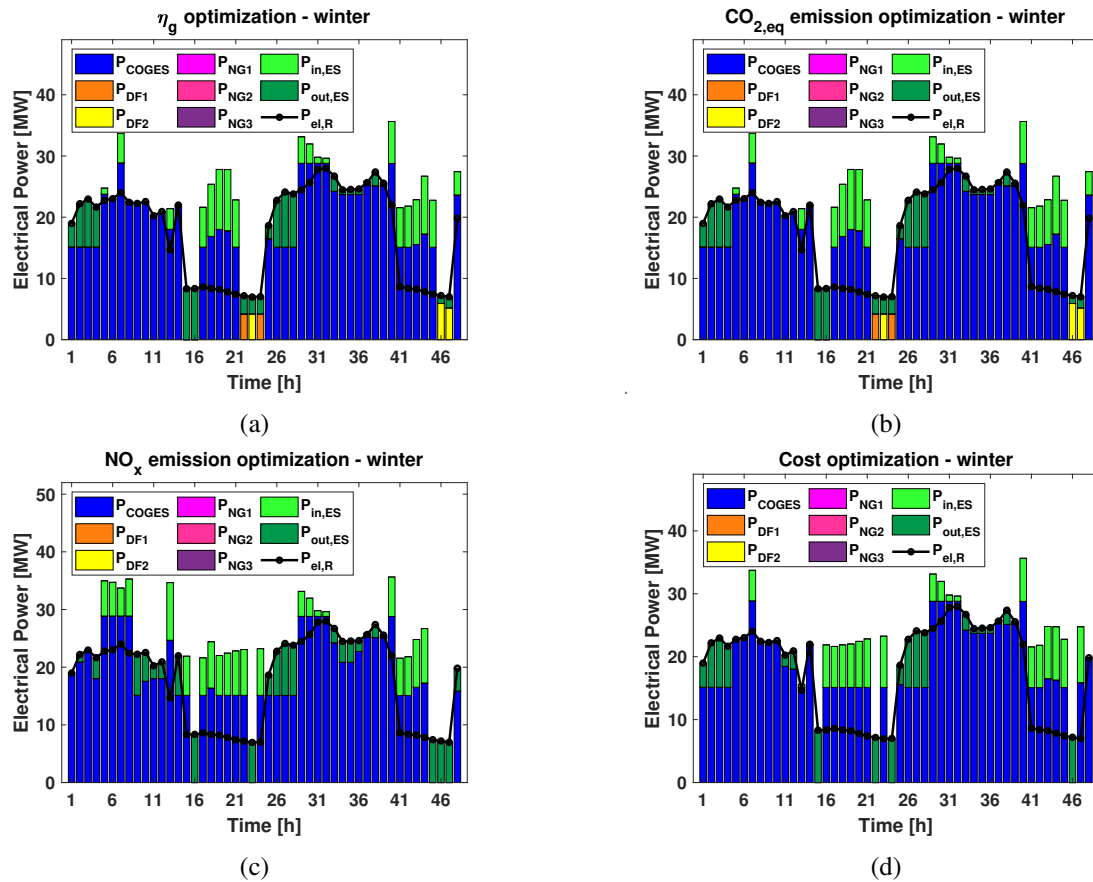 η_g optimization - winter
P_COGES P_NG1 P_in,ES
P_DF1 P_NG2 P_out,ES
P_DF2 P_NG3 P_el,R
Electrical Power [MW]
40
30
20
10
0
1 6 11 16 21 26 31 36 41 46
Time [h]
(a)
CO_2,eq emission optimization - winter
P_COGES P_NG1 P_in,ES
P_DF1 P_NG2 P_out,ES
P_DF2 P_NG3 P_el,R
Electrical Power [MW]
40
30
20
10
0
1 6 11 16 21 26 31 36 41 46
Time [h]
(b)
NO_x emission optimization - winter
P_COGES P_NG1 P_in,ES
P_DF1 P_NG2 P_out,ES
P_DF2 P_NG3 P_el,R
Electrical Power [MW]
50
40
30
20
10
0
1 6 11 16 21 26 31 36 41 46
Time [h]
(c)
Cost optimization - winter
P_COGES P_NG1 P_in,ES
P_DF1 P_NG2 P_out,ES
P_DF2 P_NG3 P_el,R
Electrical Power [MW]
40
30
20
10
0
1 6 11 16 21 26 31 36 41 46
Time [h]
(d)